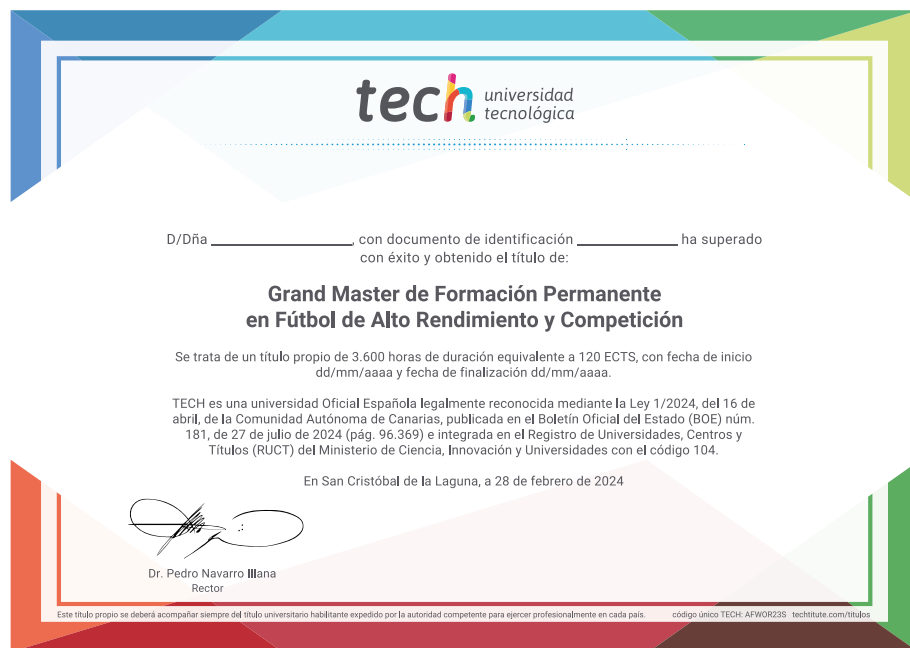 tech universidad
tecnológica
D/Dña ____________, con documento de identificación _________ ha superado
con éxito y obtenido el título de:
Grand Master de Formación Permanente
en Fútbol de Alto Rendimiento y Competición
Se trata de un título propio de 3.600 horas de duración equivalente a 120 ECTS, con fecha de inicio
dd/mm/aaaa y fecha de finalización dd/mm/aaaa.
TECH es una universidad Oficial Española legalmente reconocida mediante la Ley 1/2024, del 16 de
abril, de la Comunidad Autónoma de Canarias, publicada en el Boletín Oficial del Estado (BOE) núm.
181, de 27 de julio de 2024 (pág. 96.369) e integrada en el Registro de Universidades, Centros y
Títulos (RUCT) del Ministerio de Ciencia, Innovación y Universidades con el código 104.
En San Cristóbal de la Laguna, a 28 de febrero de 2024
Dr. Pedro Navarro Illana
Rector
Este título propio se deberá acompañar siempre del título universitario habilitante expedido por la autoridad competente para ejercer profesionalmente en cada país. código único TECH: AFWOR23S techtitute.com/titulos